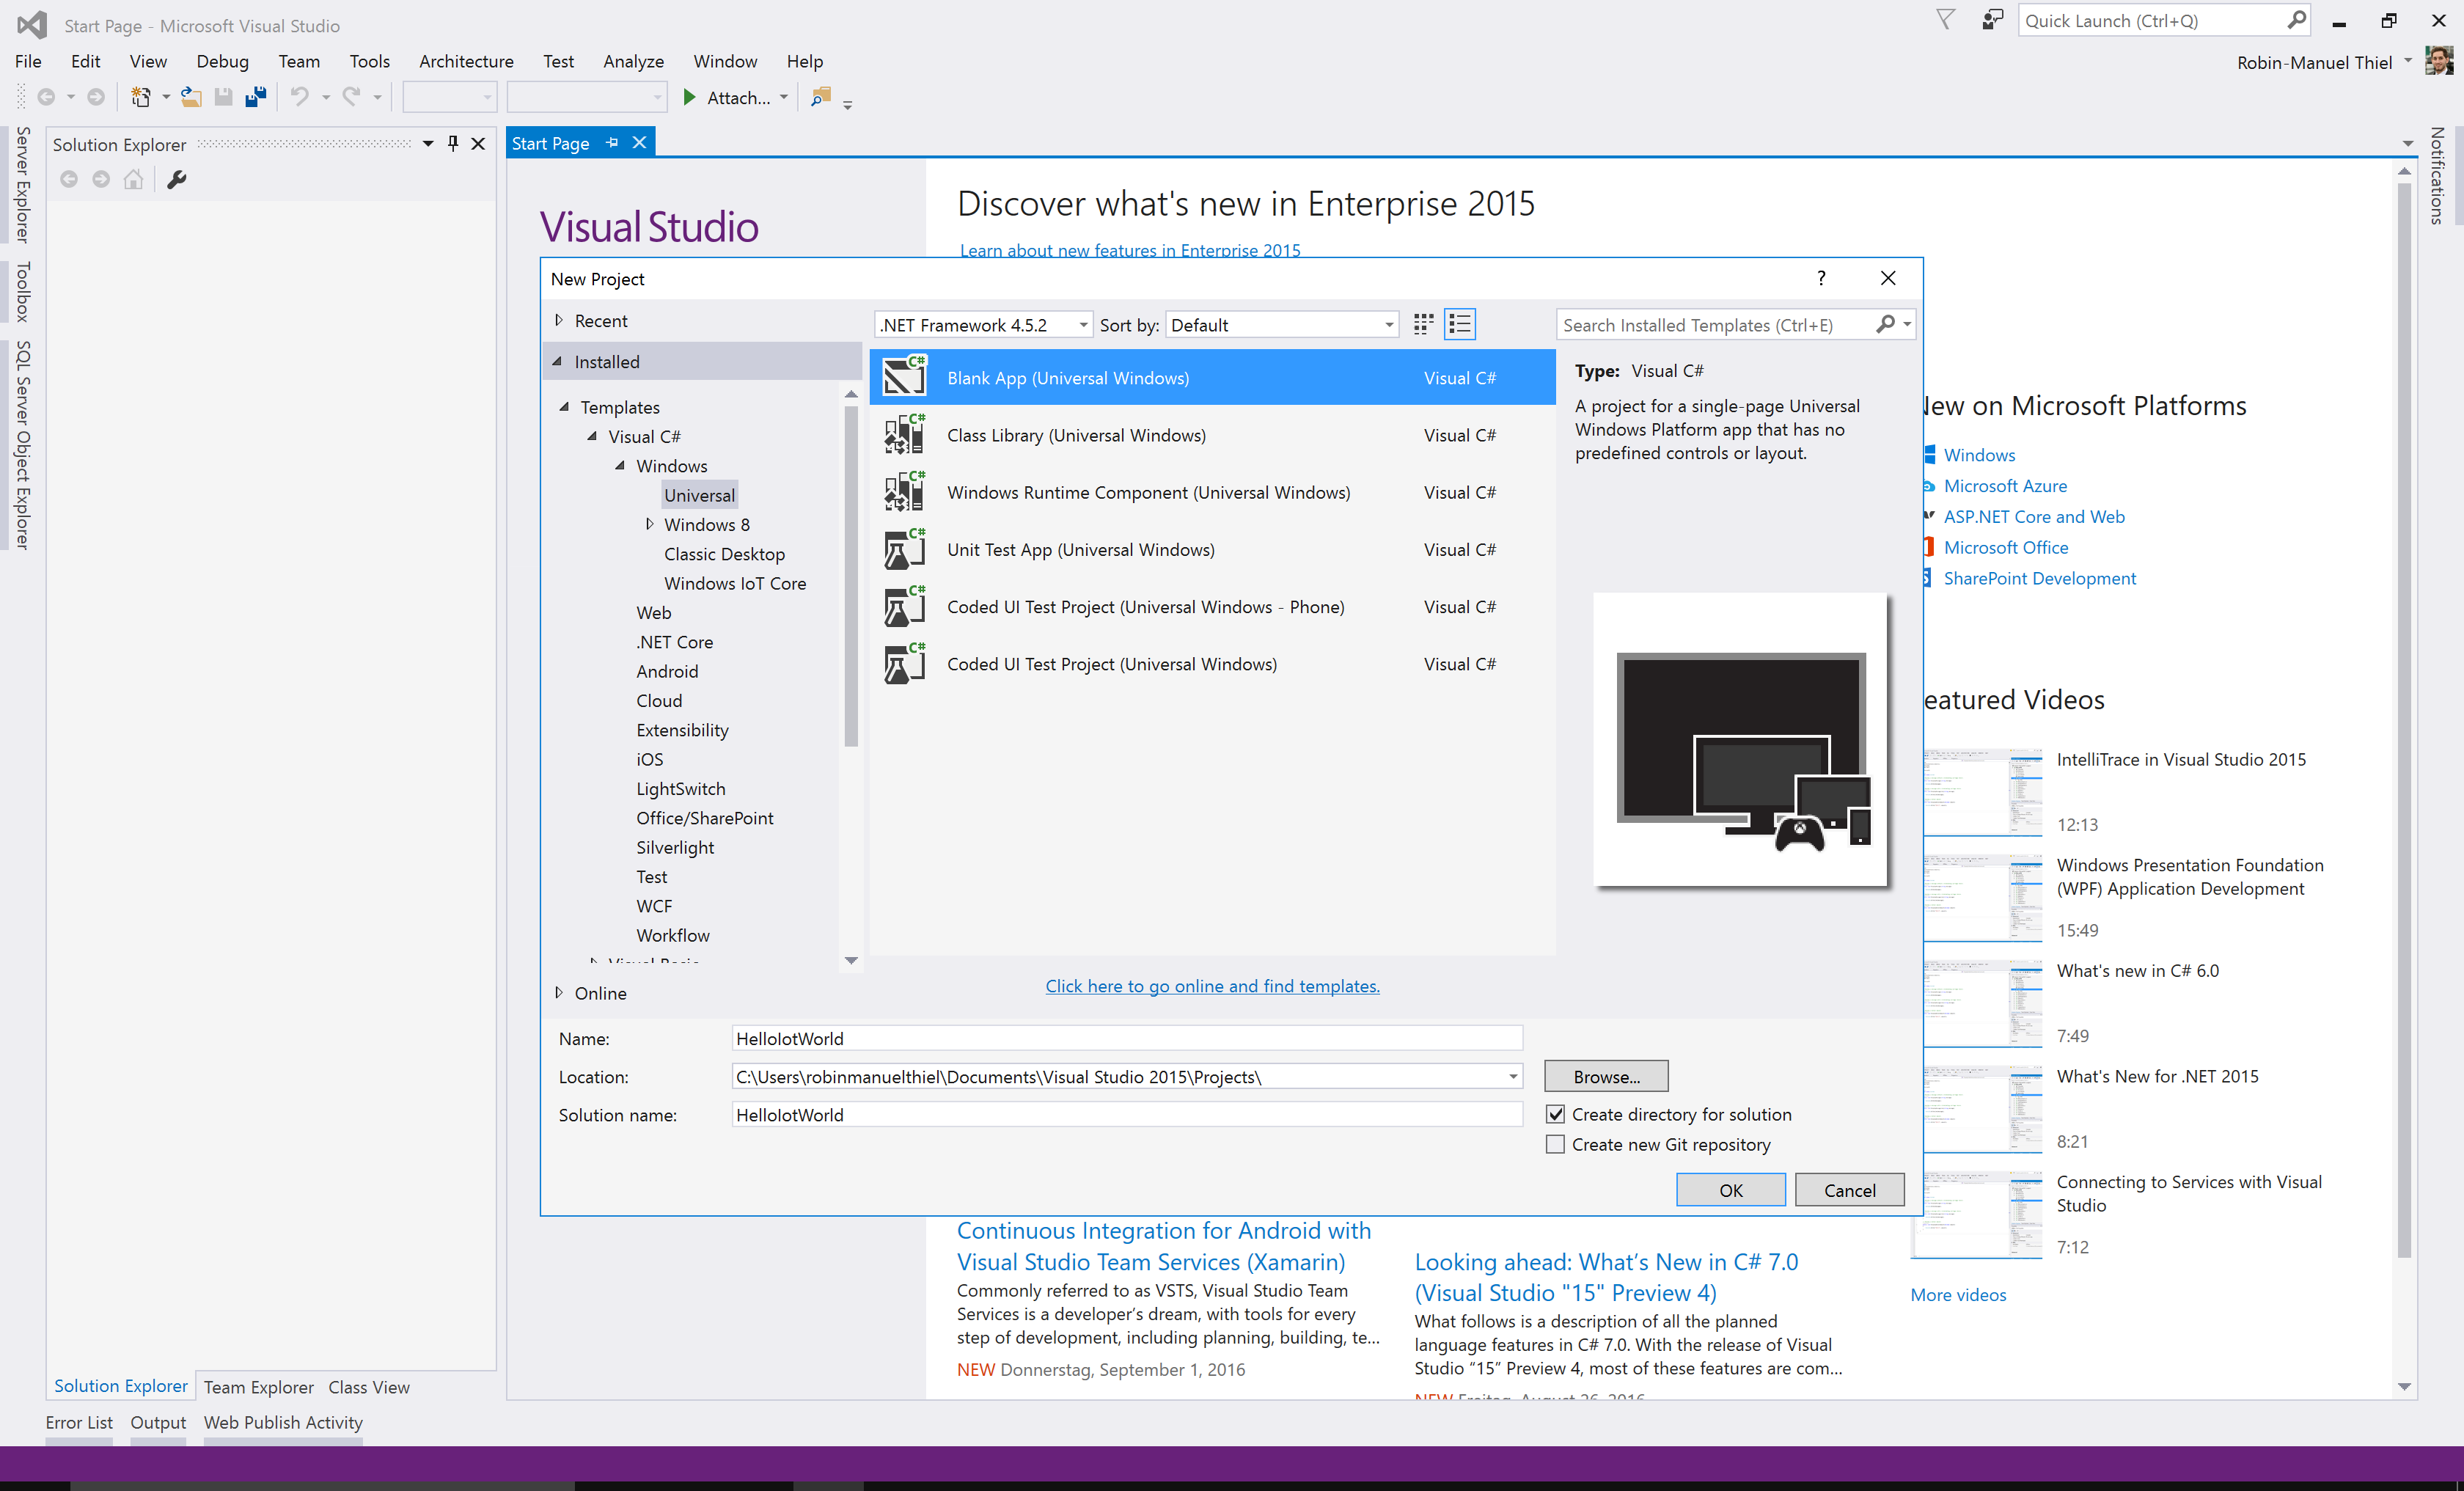 Start Page - Microsoft Visual Studio
Quick Launch (Ctrl+Q)
File Edit View Debug Team Tools Architecture Test Analyze Window Help
Robin-Manuel Thiel
Attach...
Server Explorer
Toolbox
SQL Server Object Explorer
Solution Explorer
Start Page
Notifications
Visual Studio
Discover what's new in Enterprise 2015
Learn about new features in Enterprise 2015
New Project
?
Recent
Installed
.NET Framework 4.5.2
Sort by: Default
Search Installed Templates (Ctrl+E)
Templates
Visual C#
Windows
Universal
Windows 8
Classic Desktop
Windows IoT Core
Web
.NET Core
Android
Cloud
Extensibility
iOS
LightSwitch
Office/SharePoint
Silverlight
Test
WCF
Workflow
Visual Basic
Online
Blank App (Universal Windows) Visual C#
Class Library (Universal Windows) Visual C#
Windows Runtime Component (Universal Windows) Visual C#
Unit Test App (Universal Windows) Visual C#
Coded UI Test Project (Universal Windows - Phone) Visual C#
Coded UI Test Project (Universal Windows) Visual C#
Click here to go online and find templates.
Type: Visual C#
A project for a single-page Universal
Windows Platform app that has no
predefined controls or layout.
Name: HelloIotWorld
Location: C:\Users\robinmanuelthiel\Documents\Visual Studio 2015\Projects\
Browse...
Solution name: HelloIotWorld
Create directory for solution
Create new Git repository
OK Cancel
New on Microsoft Platforms
Windows
Microsoft Azure
ASP.NET Core and Web
Microsoft Office
SharePoint Development
eatured Videos
IntelliTrace in Visual Studio 2015
12:13
Windows Presentation Foundation
(WPF) Application Development
15:49
What's new in C# 6.0
7:49
What's New for .NET 2015
8:21
Connecting to Services with Visual
Studio
7:12
More videos
Continuous Integration for Android with
Visual Studio Team Services (Xamarin)
Commonly referred to as VSTS, Visual Studio Team
Services is a developer’s dream, with tools for every
step of development, including planning, building, te...
NEW Donnerstag, September 1, 2016
Looking ahead: What’s New in C# 7.0
(Visual Studio "15" Preview 4)
What follows is a description of all the planned
language features in C# 7.0. With the release of Visual
Studio “15” Preview 4, most of these features are com...
NEW Freitag, August 26, 2016
Solution Explorer Team Explorer Class View
Error List Output Web Publish Activity